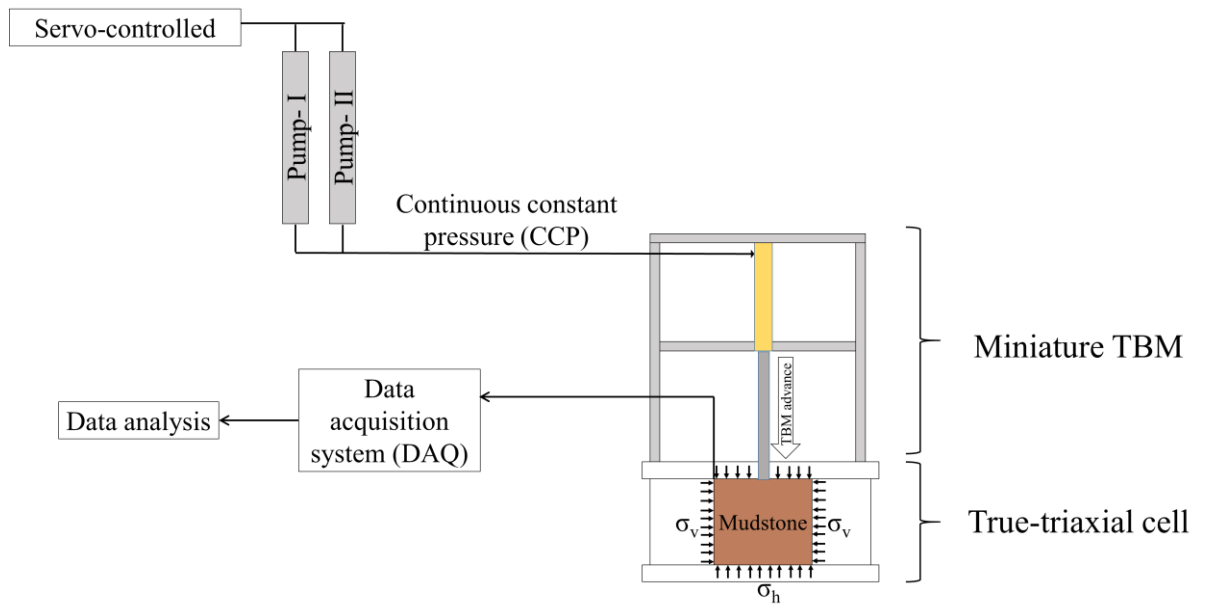 Servo-controlled
Pump- I
Pump- II
Continuous constant
pressure (CCP)
Miniature TBM
TBM advance
Data
acquisition
system (DAQ)
Data analysis
σv
Mudstone
σv
True-triaxial cell
σh